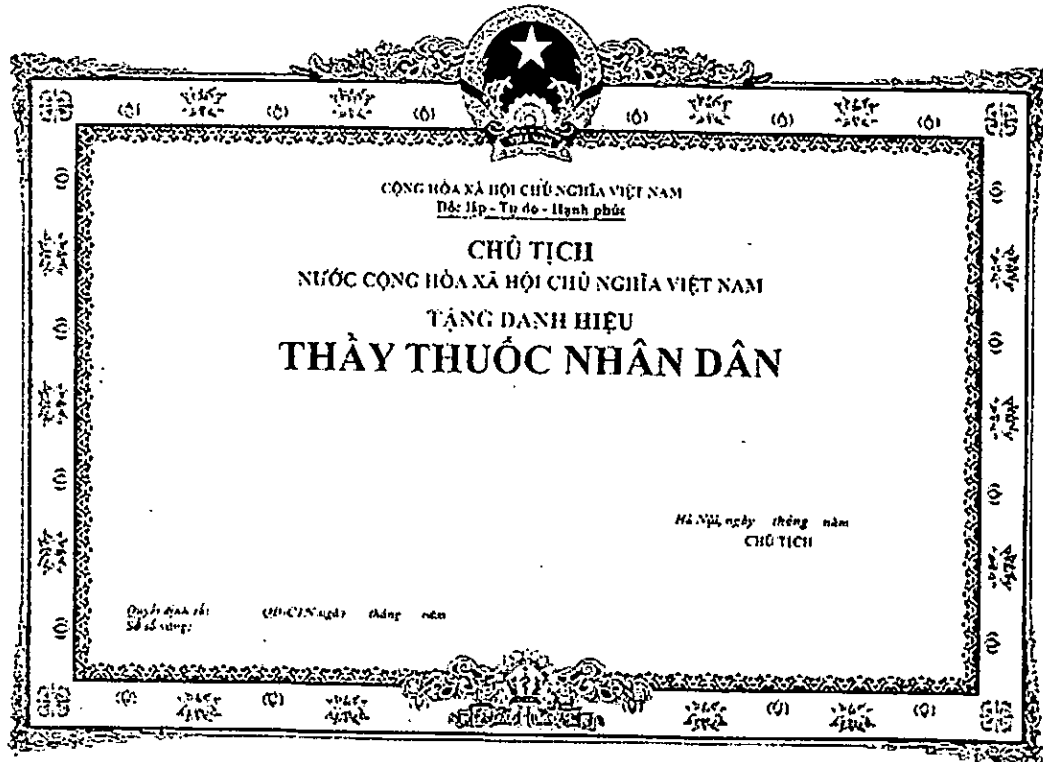 CỘNG HÒA XÃ HỘI CHỦ NGHĨA VIỆT NAM
Độc lập - Tự do - Hạnh phúc
CHỦ TỊCH
NƯỚC CỘNG HÒA XÃ HỘI CHỦ NGHĨA VIỆT NAM
TẶNG DANH HIỆU
THẦY THUỐC NHÂN DÂN
Hà Nội, ngày tháng năm
CHỦ TỊCH
Quyết định số: QĐ-CTN ngày tháng năm
Số sổ vàng: